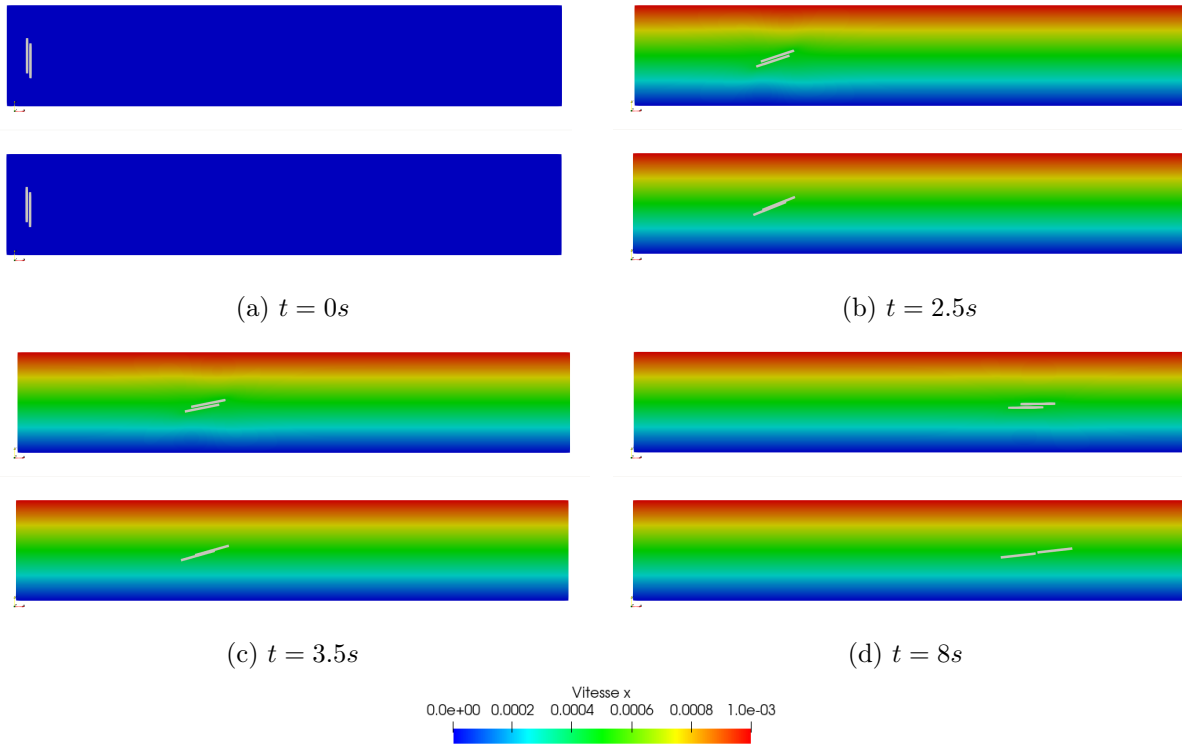 (a) t = 0s
(b) t = 2.5s
(c) t = 3.5s
(d) t = 8s
Vitesse x
0.0e+00 0.0002 0.0004 0.0006 0.0008 1.0e-03